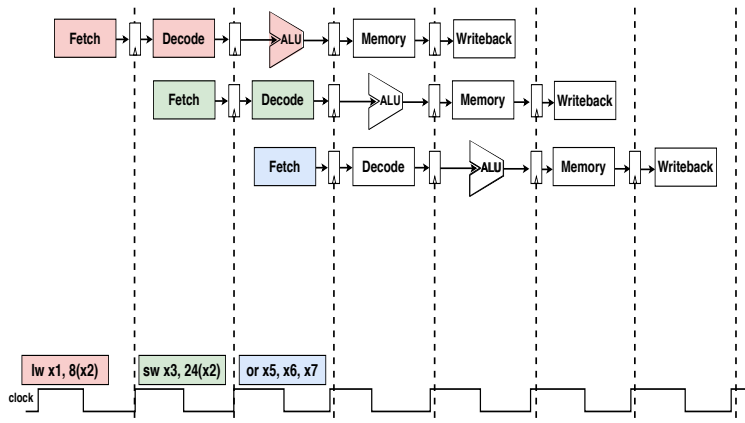 Fetch Decode ALU Memory Writeback
Fetch Decode ALU Memory Writeback
Fetch Decode ALU Memory Writeback
lw x1, 8(x2) sw x3, 24(x2) or x5, x6, x7
clock